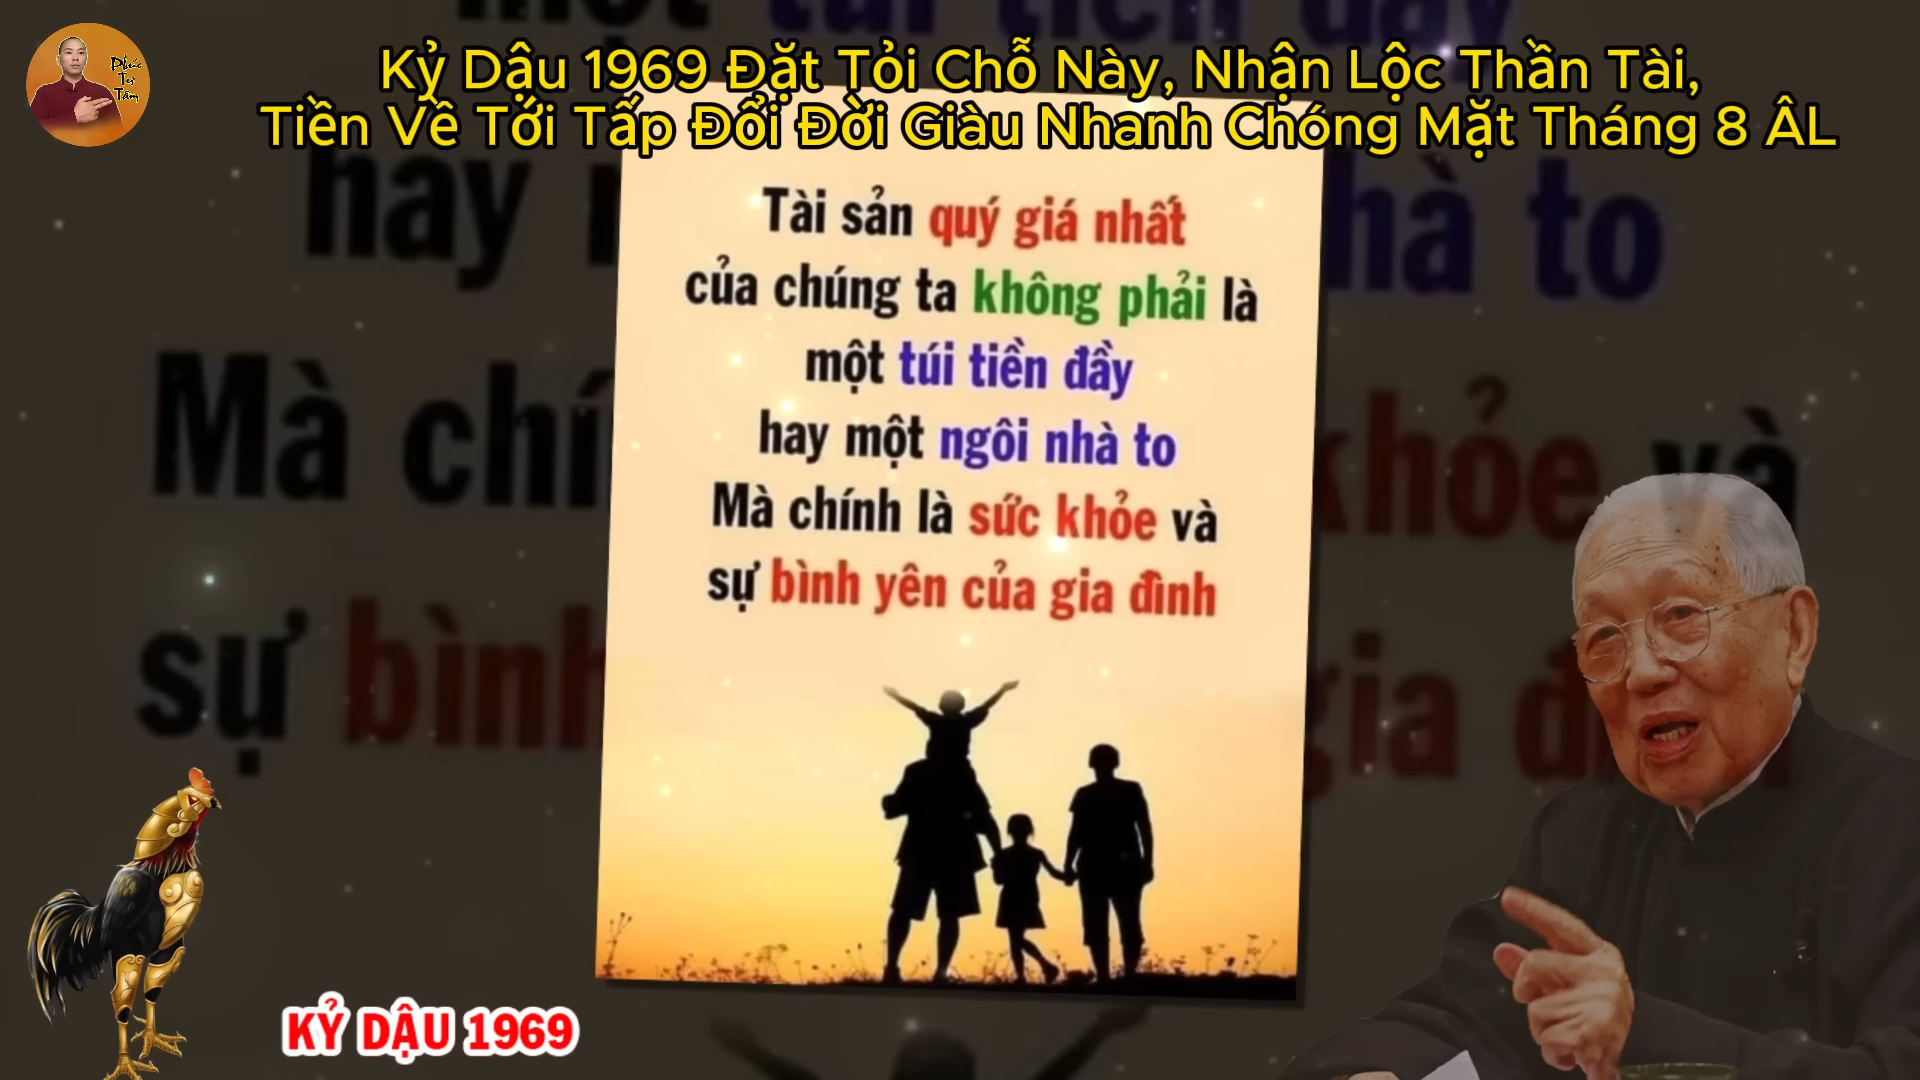 Phúc
Tuệ
Tâm
Kỷ Dậu 1969 Đặt Tỏi Chỗ Này, Nhận Lộc Thần Tài,
Tiền Về Tới Tấp Đổi Đời Giàu Nhanh Chóng Mặt Tháng 8 ÂL
Tài sản quý giá nhất
của chúng ta không phải là
một túi tiền đầy
hay một ngôi nhà to
Mà chính là sức khỏe và
sự bình yên của gia đình
KỶ DẬU 1969